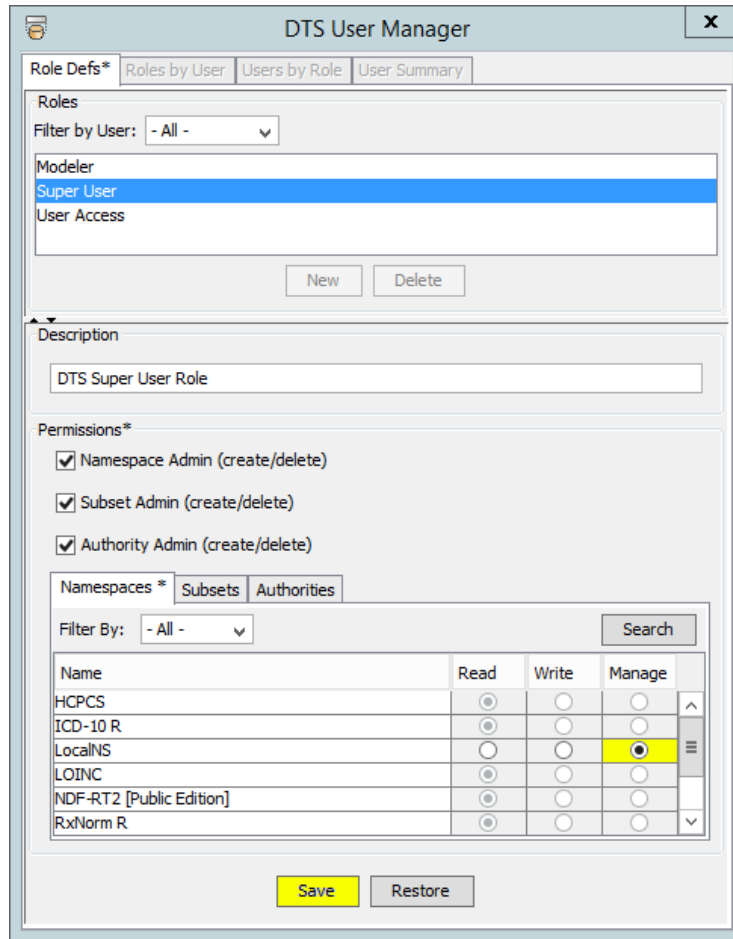 DTS User Manager
x
Role Defs* Roles by User Users by Role User Summary
Roles
Filter by User: - All -
Modeler
Super User
User Access
New Delete
Description
DTS Super User Role
Permissions*
Namespace Admin (create/delete)
Subset Admin (create/delete)
Authority Admin (create/delete)
Namespaces * Subsets Authorities
Filter By: - All - Search
Name Read Write Manage
HCPCS
ICD-10 R
LocalNS
LOINC
NDF-RT2 [Public Edition]
RxNorm R
Save Restore